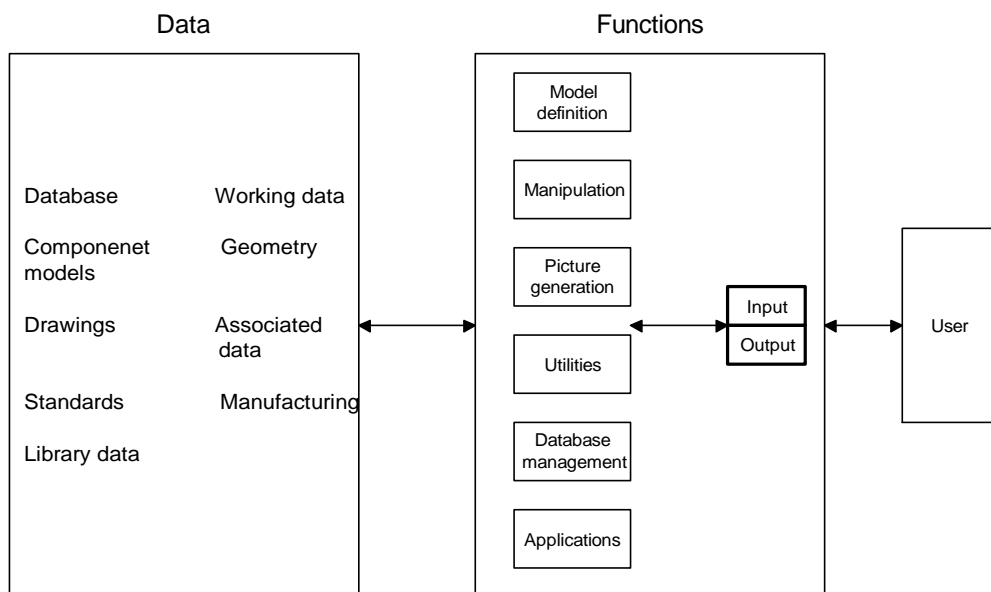 Data
Functions
Database
Working data
Componenet
models
Geometry
Drawings
Associated
data
Standards
Manufacturing
Library data
Model
definition
Manipulation
Picture
generation
Utilities
Database
management
Applications
Input
Output
User